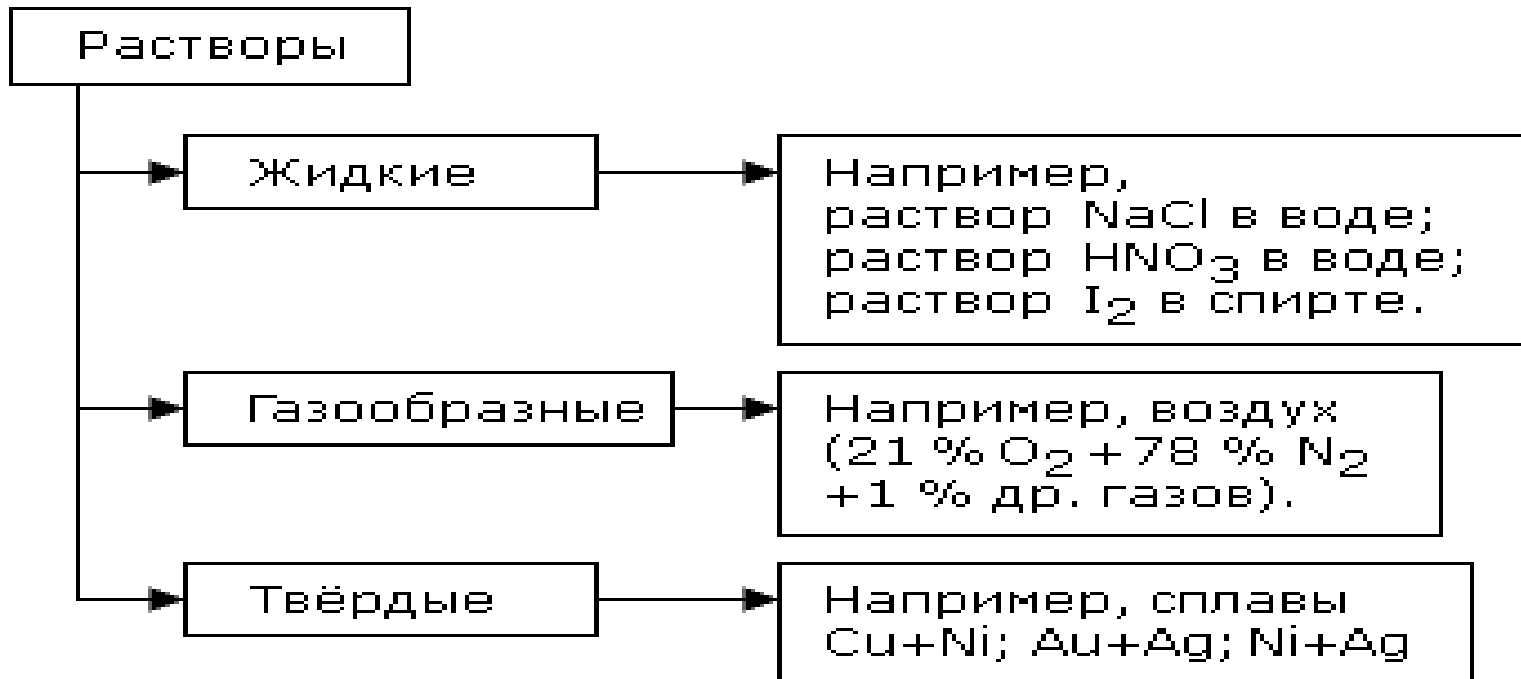 Растворы
Жидкие
Например,
раствор NaCl в воде;
раствор HNO₃ в воде;
раствор I₂ в спирте.
Газообразные
Например, воздух
(21 % O₂ + 78 % N₂
+1 % др. газов).
Твёрдые
Например, сплавы
Cu+Ni; Au+Ag; Ni+Ag